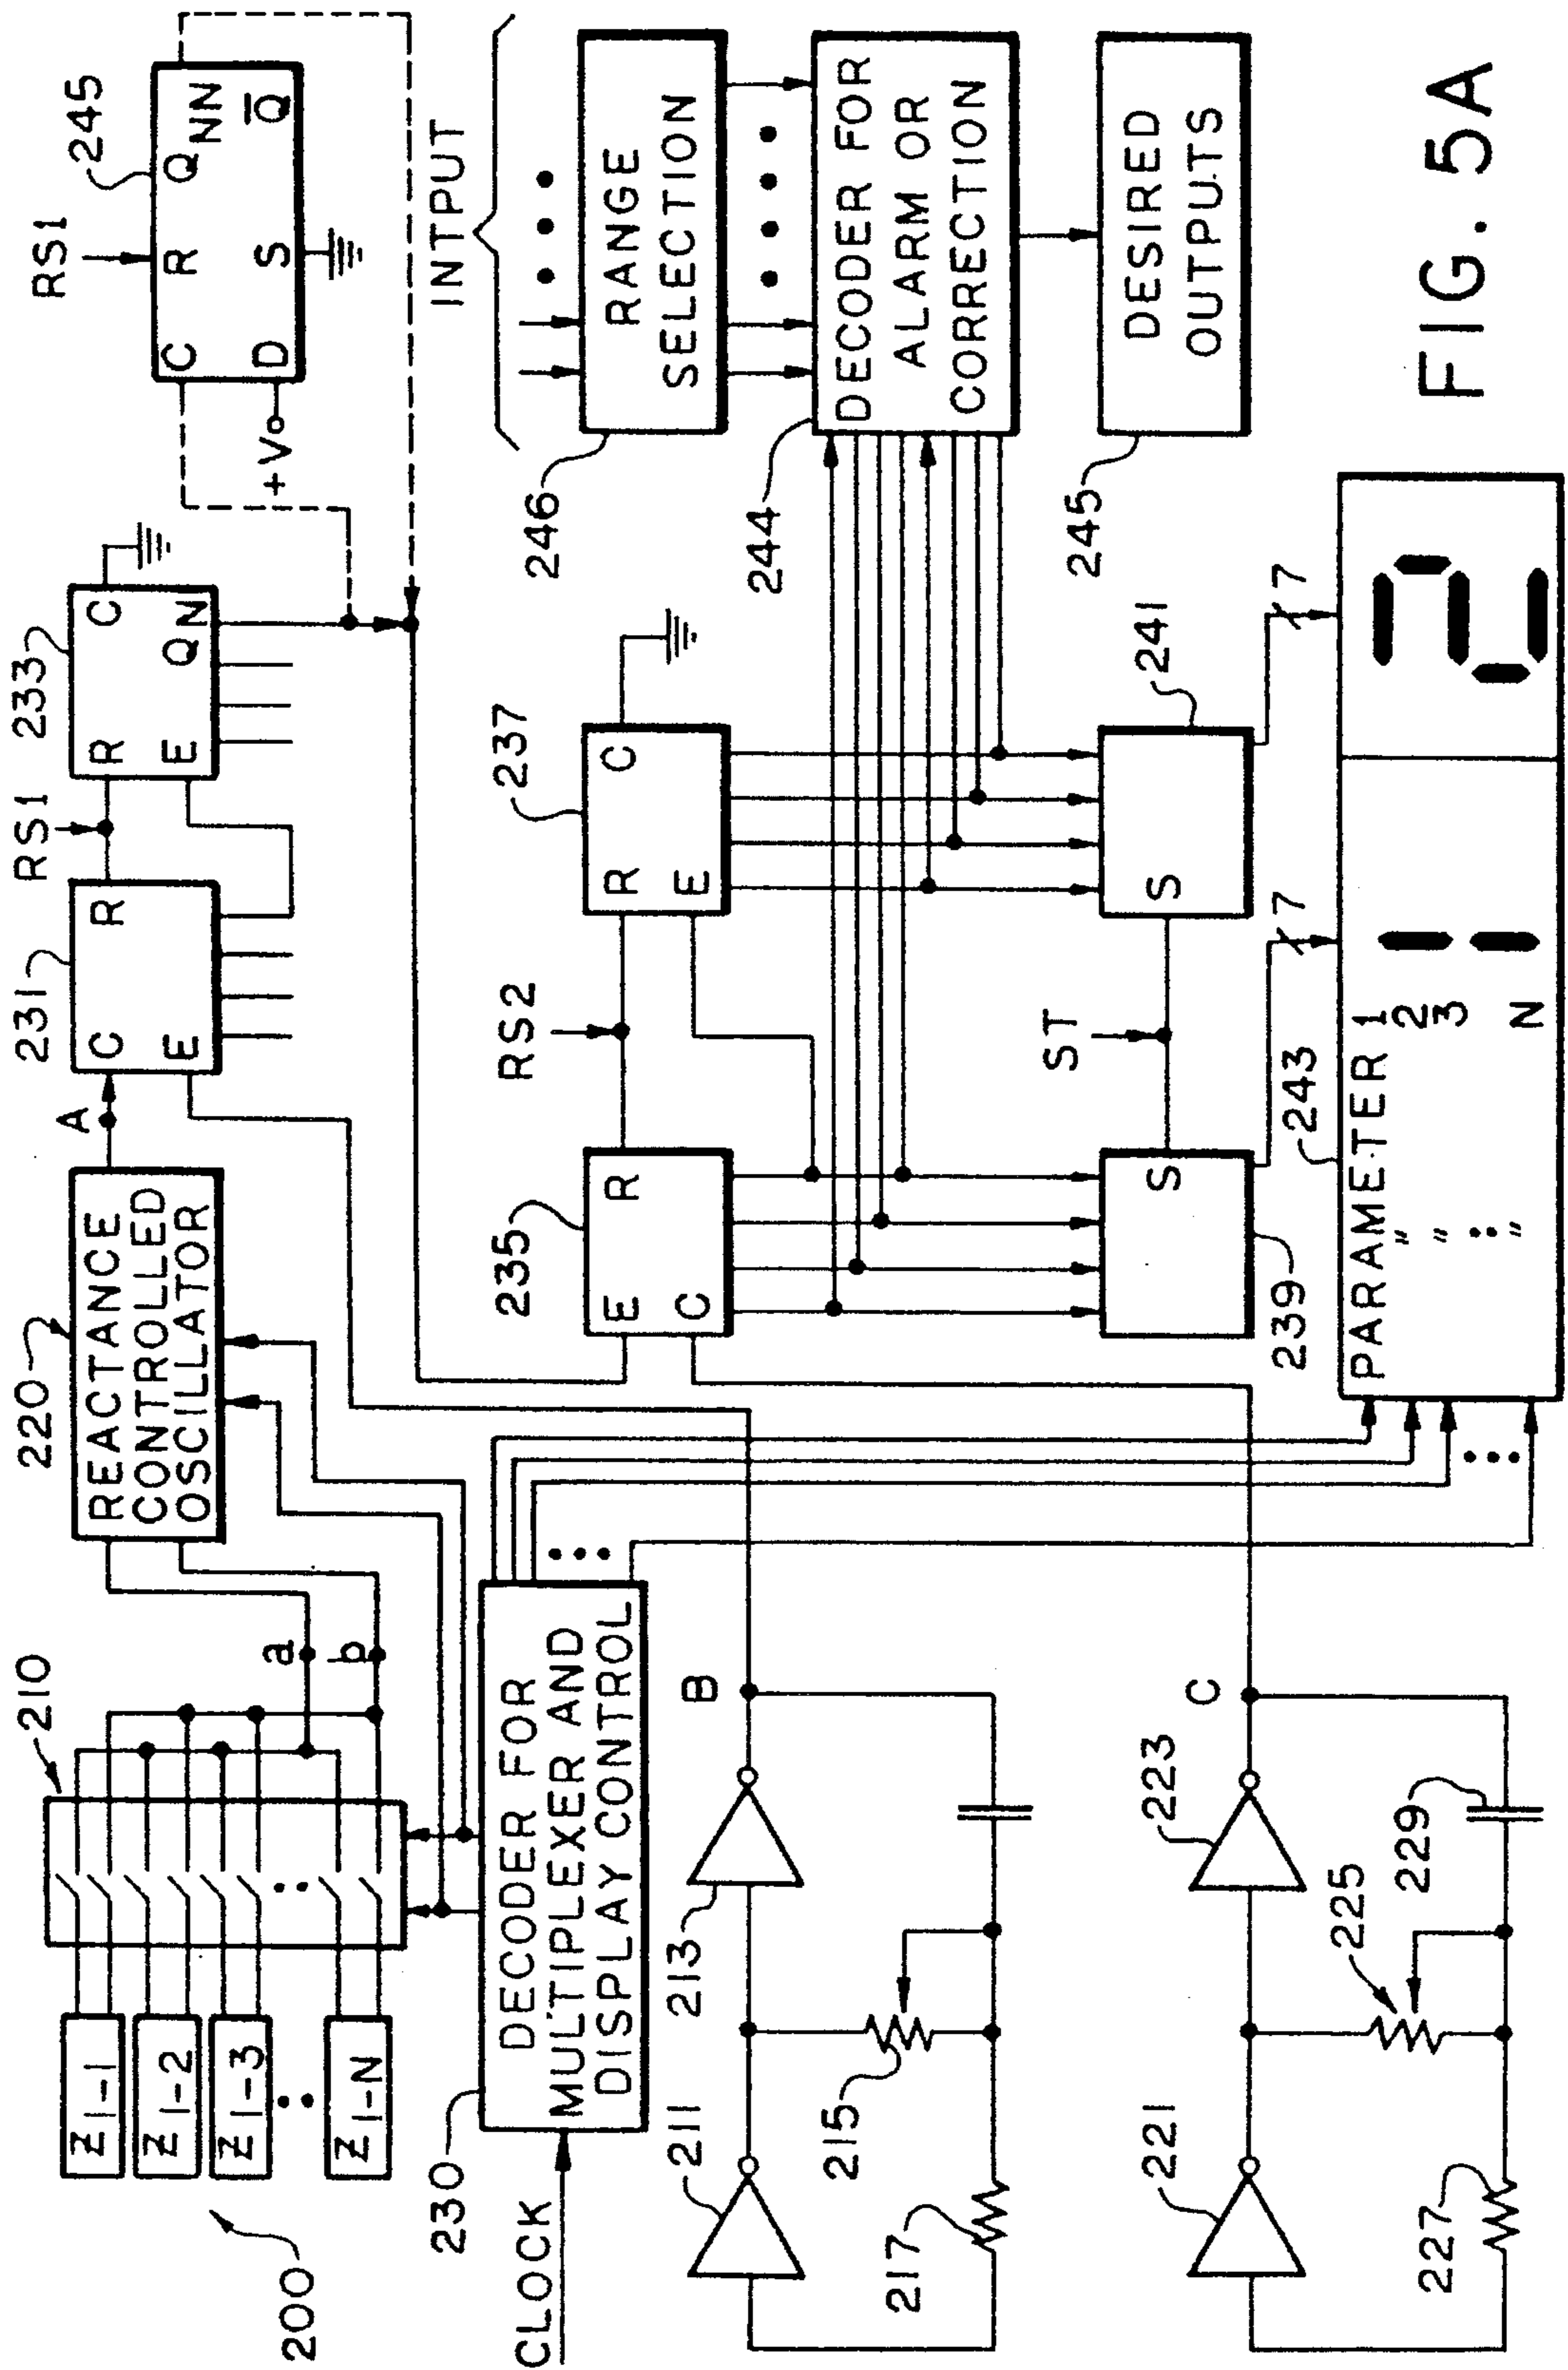 200
Z1-1
Z1-2
Z1-3
Z1-N
210
a
b
220
REACTANCE
CONTROLLED
OSCILLATOR
A
231
C
R
E
RS1
233
R
C
E
QN
RS1
245
C
R
Q
QNN
D
S
Q̅
+V
INTPUT
CLOCK
230
DECODER FOR
MULTIPLEXER AND
DISPLAY CONTROL
211
213
B
215
217
221
223
C
225
227
229
235
E
R
C
RS2
237
R
C
E
246
RANGE
SELECTION
244
DECODER FOR
ALARM OR
CORRECTION
245
DESIRED
OUTPUTS
239
S
ST
241
S
7
7
243
PARAMETER 1
" 2
" 3
" N
12
FIG. 5A